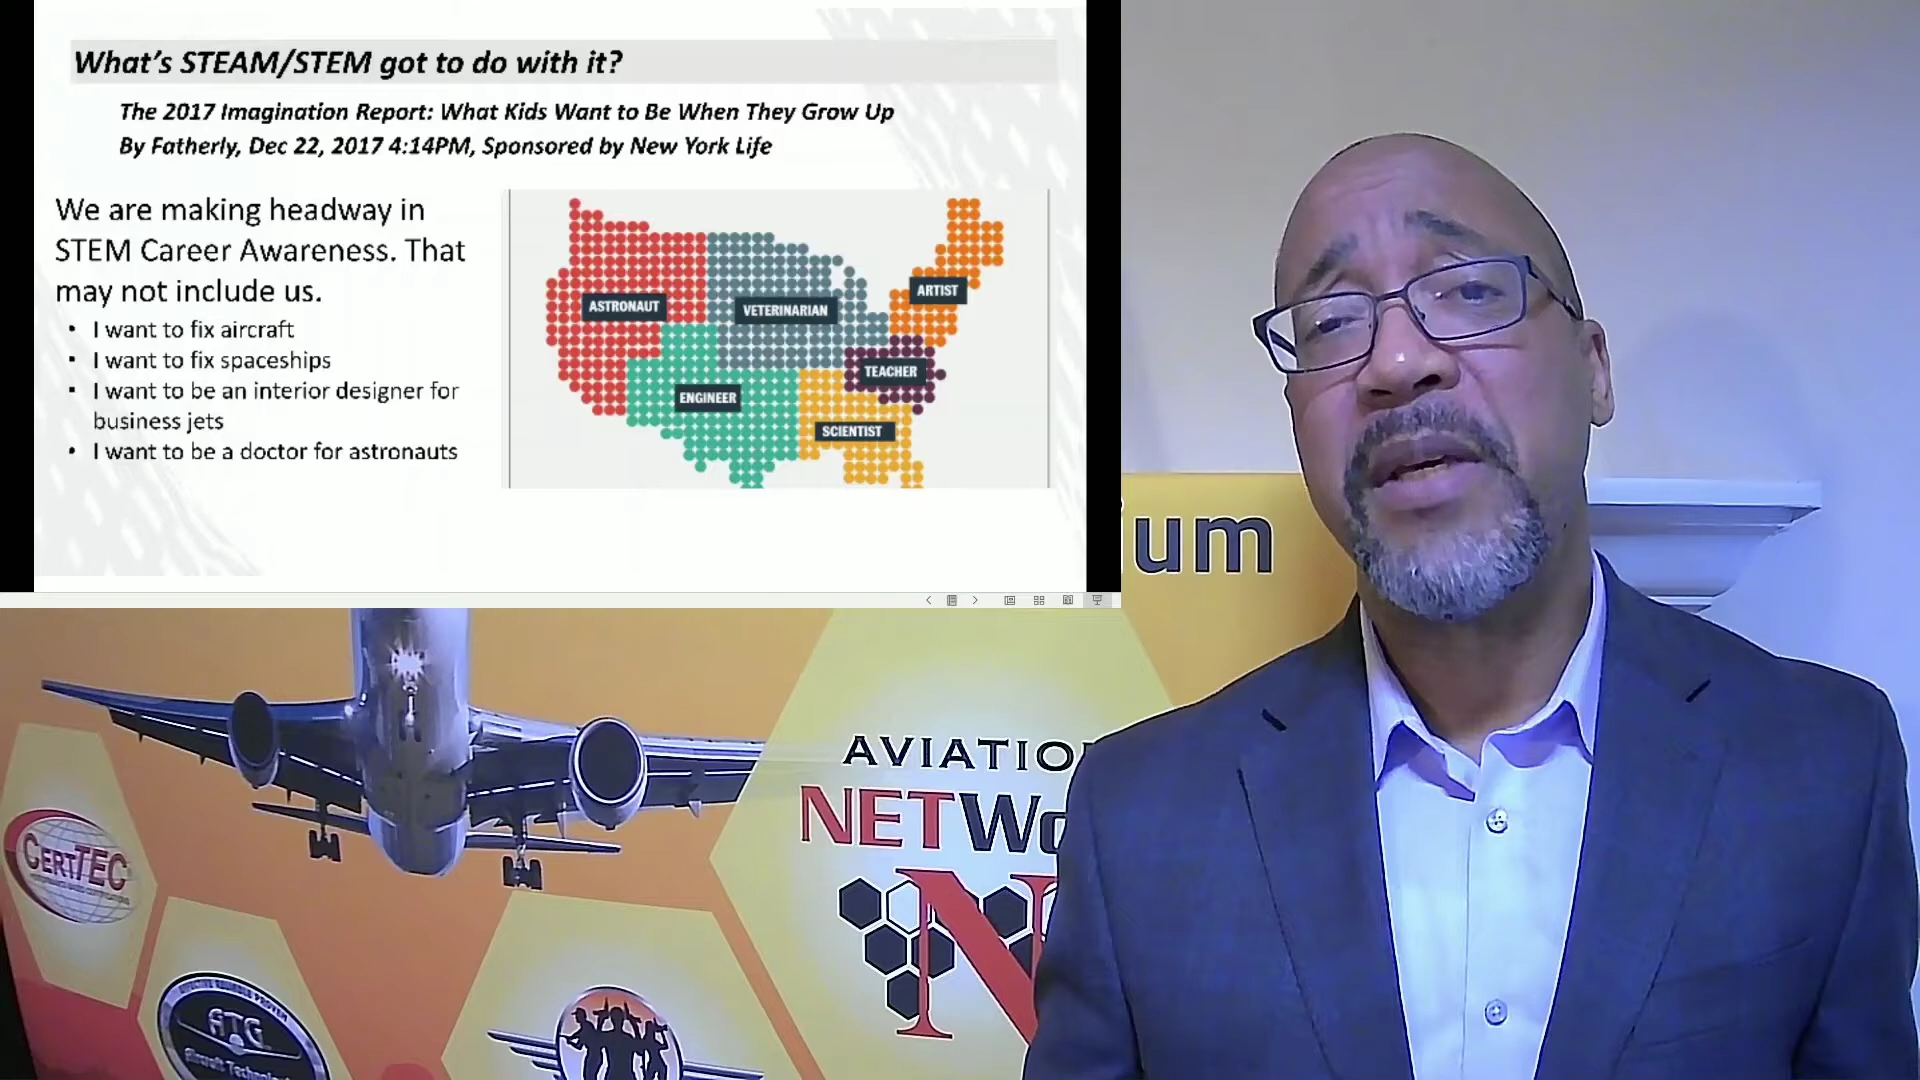 What's STEAM/STEM got to do with it?
The 2017 Imagination Report: What Kids Want to Be When They Grow Up
By Fatherly, Dec 22, 2017 4:14PM, Sponsored by New York Life
We are making headway in
STEM Career Awareness. That
may not include us.
• I want to fix aircraft
• I want to fix spaceships
• I want to be an interior designer for
business jets
• I want to be a doctor for astronauts
ASTRONAUT
VETERINARIAN
ARTIST
TEACHER
ENGINEER
SCIENTIST
ium
AVIATIO
NETWo
N
CERTTEC
ATG
Aircraft Technolog